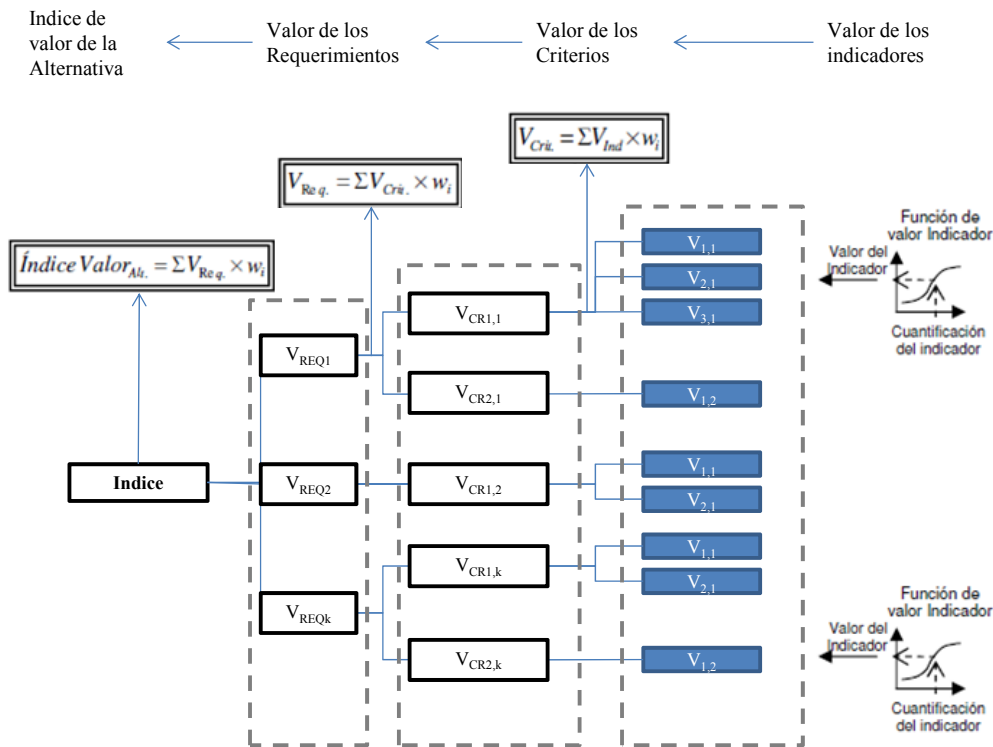 Indice de
valor de la
Alternativa
Valor de los
Requerimientos
Valor de los
Criterios
Valor de los
indicadores
V_Crit. = ΣV_Ind × w_i
V_Req. = ΣV_Crit. × w_i
Índice Valor_Alt. = ΣV_Req. × w_i
V_1,1
V_2,1
V_3,1
V_1,2
V_1,1
V_2,1
V_1,1
V_2,1
V_1,2
V_CR1,1
V_CR2,1
V_CR1,2
V_CR1,k
V_CR2,k
V_REQ1
V_REQ2
V_REQk
Indice
Función de
valor Indicador
Valor del
Indicador
Cuantificación
del indicador
Función de
valor Indicador
Valor del
Indicador
Cuantificación
del indicador